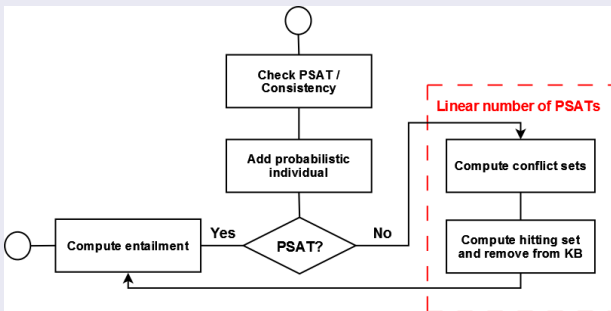 Check PSAT /
Consistency
Linear number of PSATs
Add probabilistic
individual
Compute conflict sets
Yes
PSAT?
No
Compute entailment
Compute hitting set
and remove from KB